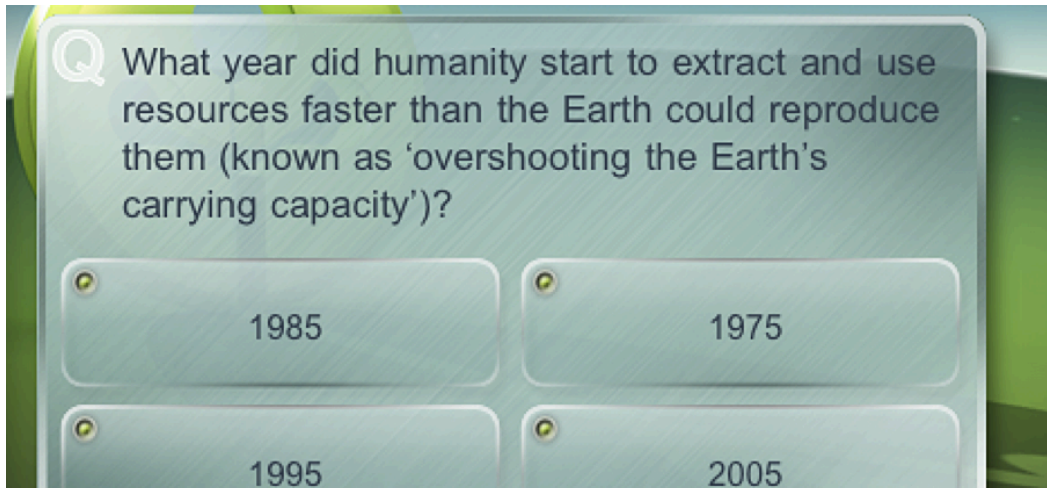 Q
What year did humanity start to extract and use
resources faster than the Earth could reproduce
them (known as ‘overshooting the Earth’s
carrying capacity’)?
1985
1975
1995
2005